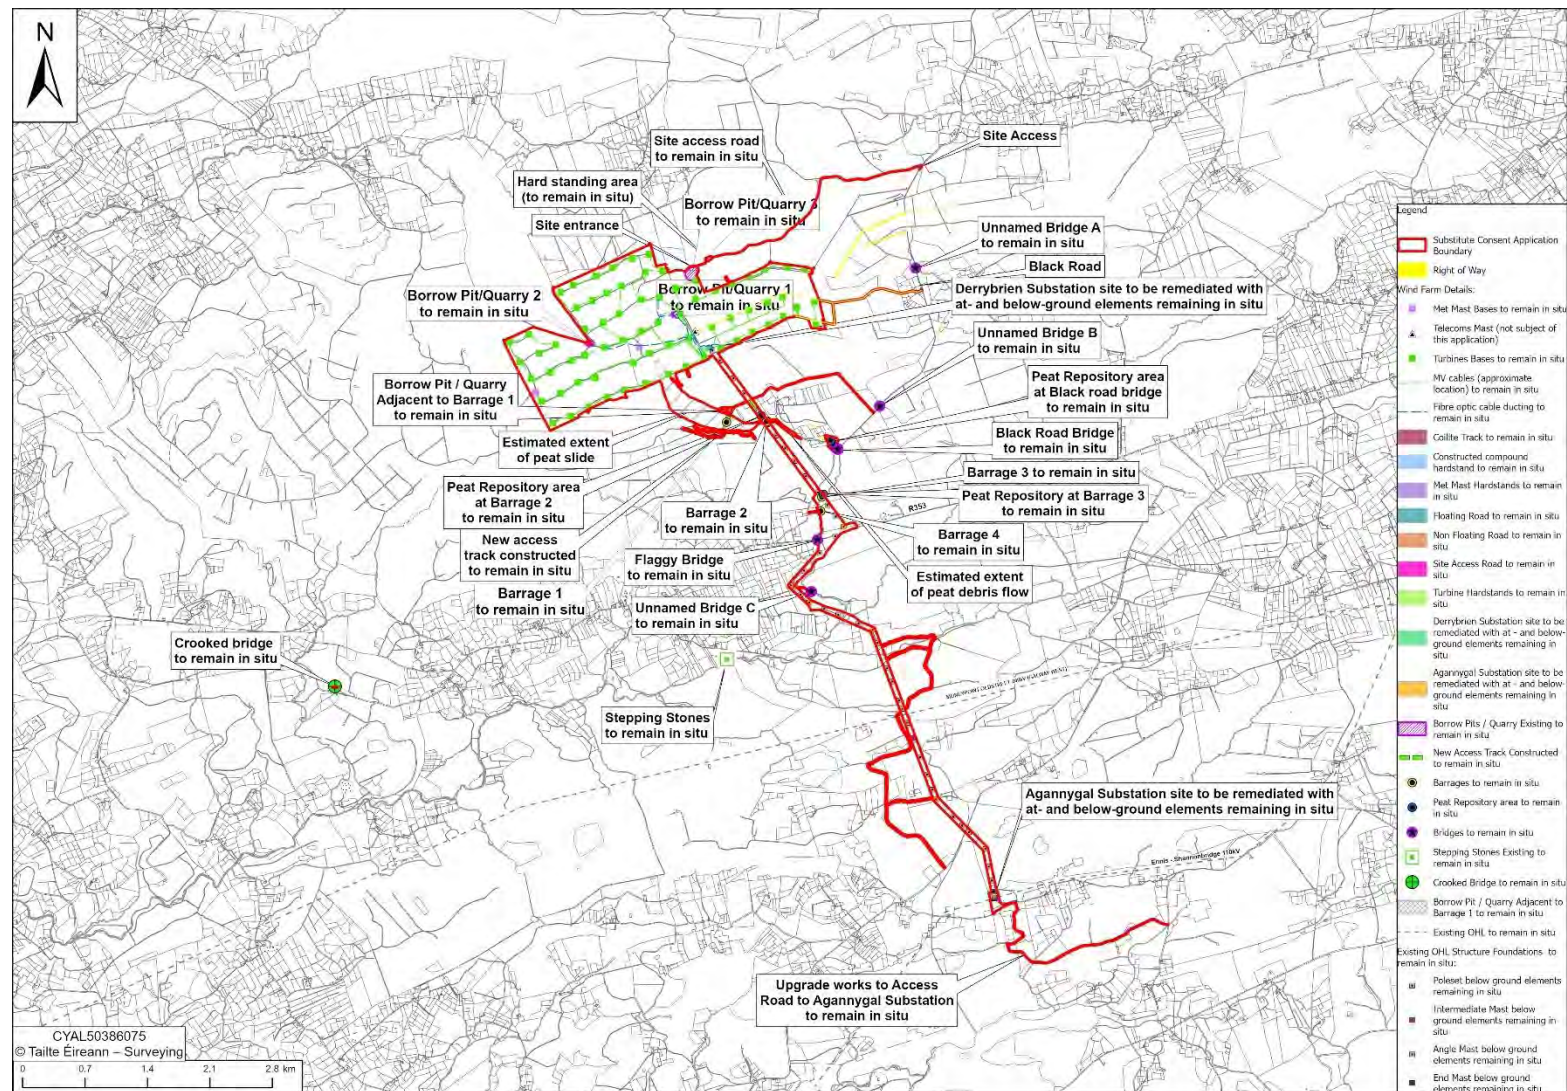 N
Site access road
to remain in situ
Site Access
Hard standing area
(to remain in situ)
Borrow Pit/Quarry 3
to remain in situ
Site entrance
Unnamed Bridge A
to remain in situ
Black Road
Borrow Pit/Quarry 1
to remain in situ
Borrow Pit/Quarry 2
to remain in situ
Derrybrien Substation site to be remediated with
at- and below-ground elements remaining in situ
Unnamed Bridge B
to remain in situ
Borrow Pit / Quarry
Adjacent to Barrage 1
to remain in situ
Peat Repository area
at Black road bridge
to remain in situ
Estimated extent
of peat slide
Black Road Bridge
to remain in situ
Barrage 3 to remain in situ
Peat Repository area
at Barrage 2
to remain in situ
Peat Repository at Barrage 3
to remain in situ
R353
Barrage 2
to remain in situ
Barrage 4
to remain in situ
New access
track constructed
to remain in situ
Flaggy Bridge
to remain in situ
Estimated extent
of peat debris flow
Barrage 1
to remain in situ
Unnamed Bridge C
to remain in situ
Crooked bridge
to remain in situ
Stepping Stones
to remain in situ
Agannygal Substation site to be remediated with
at- and below-ground elements remaining in situ
Ennis - Shannonbridge 110kV
Upgrade works to Access
Road to Agannygal Substation
to remain in situ
CYAL50386075
© Tailte Éireann – Surveying
0 0.7 1.4 2.1 2.8 km
Legend
Substitute Consent Application
Boundary
Right of Way
Wind Farm Details:
Met Mast Bases to remain in situ
Telecoms Mast (not subject of
this application)
Turbines Bases to remain in situ
MV cables (approximate
location) to remain in situ
Fibre optic cable ducting to
remain in situ
Coilte Track to remain in situ
Constructed compound
hardstand to remain in situ
Met Mast Hardstands to remain
in situ
Floating Road to remain in situ
Non Floating Road to remain in
situ
Site Access Road to remain in
situ
Turbine Hardstands to remain in
situ
Derrybrien Substation site to be
remediated with at - and below-
ground elements remaining in
situ
Agannygal Substation site to be
remediated with at - and below-
ground elements remaining in
situ
Borrow Pits / Quarry Existing to
remain in situ
New Access Track Constructed
to remain in situ
Barrages to remain in situ
Peat Repository area to remain
in situ
Bridges to remain in situ
Stepping Stones Existing to
remain in situ
Crooked Bridge to remain in situ
Borrow Pit / Quarry Adjacent to
Barrage 1 to remain in situ
Existing OHL to remain in situ
Existing OHL Structure Foundations to
remain in situ:
Poleset below ground elements
remaining in situ
Intermediate Mast below
ground elements remaining in
situ
Angle Mast below ground
elements remaining in situ
End Mast below ground
elements remaining in situ